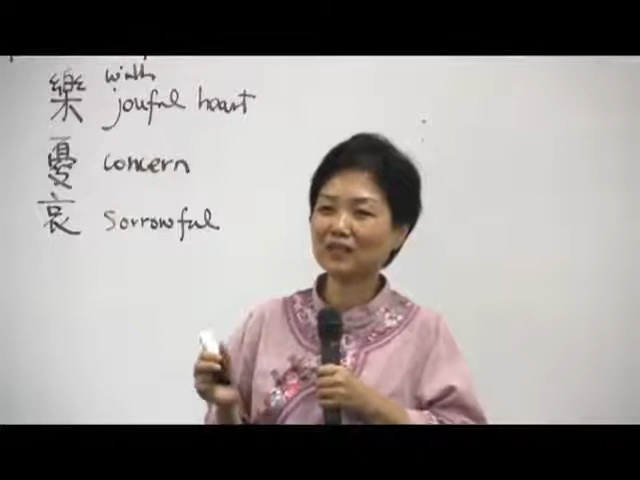 with
樂 joyful heart
憂 concern
哀 sorrowful